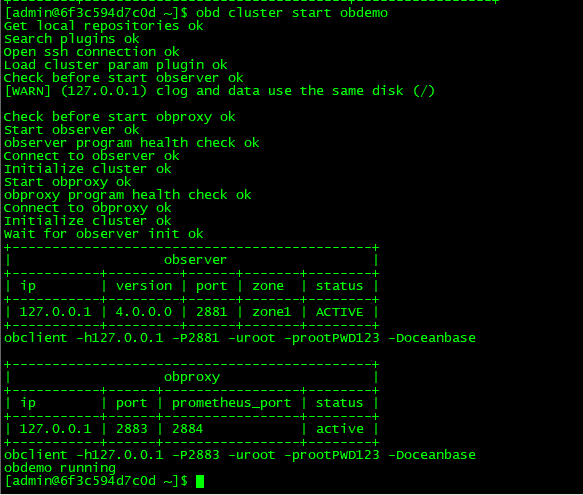 [admin@6f3c594d7c0d ~]$ obd cluster start obdemo
Get local repositories ok
Search plugins ok
Open ssh connection ok
Load cluster param plugin ok
Check before start observer ok
[WARN] (127.0.0.1) clog and data use the same disk (/)

Check before start obproxy ok
Start observer ok
observer program health check ok
Connect to observer ok
Initialize cluster ok
Start obproxy ok
obproxy program health check ok
Connect to obproxy ok
Initialize cluster ok
Wait for observer init ok
+---------------------------------------------+
|                  observer                   |
+-----------+---------+------+-------+--------+
| ip        | version | port | zone  | status |
+-----------+---------+------+-------+--------+
| 127.0.0.1 | 4.0.0.0 | 2881 | zone1 | ACTIVE |
+-----------+---------+------+-------+--------+
obclient -h127.0.0.1 -P2881 -uroot -prootPWD123 -Doceanbase

+---------------------------------------------+
|                  obproxy                    |
+-----------+------+-----------------+--------+
| ip        | port | prometheus_port | status |
+-----------+------+-----------------+--------+
| 127.0.0.1 | 2883 | 2884            | active |
+-----------+------+-----------------+--------+
obclient -h127.0.0.1 -P2883 -uroot -prootPWD123 -Doceanbase
obdemo running
[admin@6f3c594d7c0d ~]$